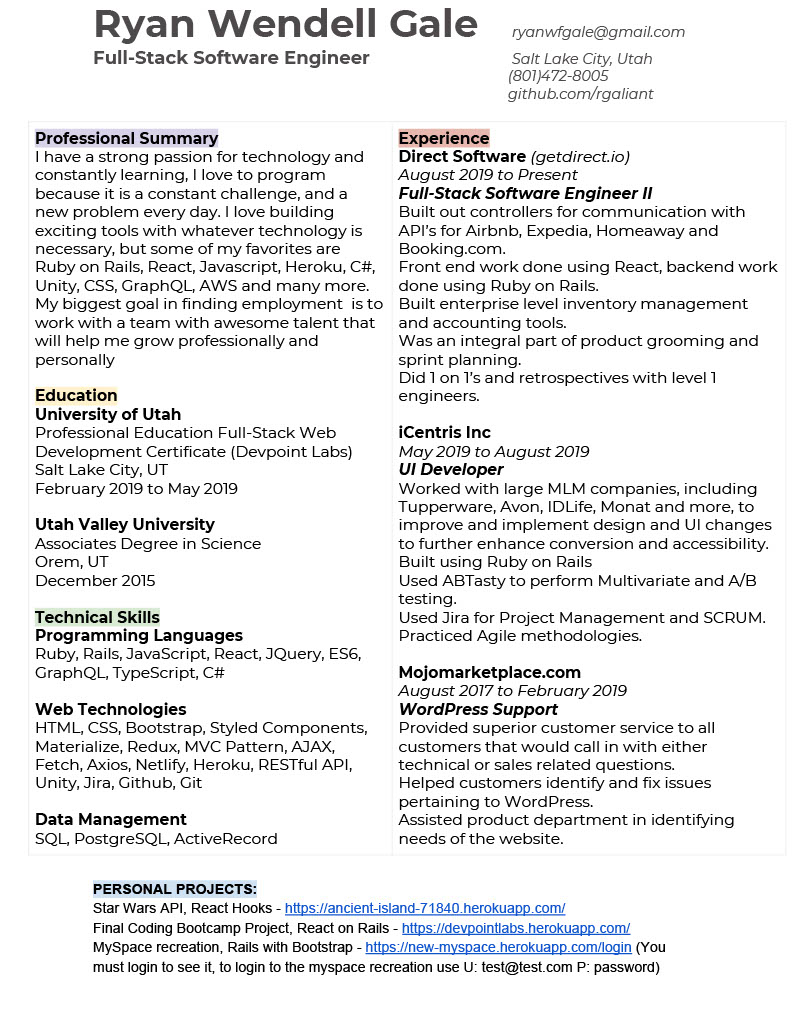 Ryan Wendell Gale
ryanwfgale@gmail.com
Full-Stack Software Engineer
Salt Lake City, Utah
(801)472-8005
github.com/rgaliant
Professional Summary
I have a strong passion for technology and
constantly learning, I love to program
because it is a constant challenge, and a
new problem every day. I love building
exciting tools with whatever technology is
necessary, but some of my favorites are
Ruby on Rails, React, Javascript, Heroku, C#,
Unity, CSS, GraphQL, AWS and many more.
My biggest goal in finding employment  is to
work with a team with awesome talent that
will help me grow professionally and
personally
Education
University of Utah
Professional Education Full-Stack Web
Development Certificate (Devpoint Labs)
Salt Lake City, UT
February 2019 to May 2019
Utah Valley University
Associates Degree in Science
Orem, UT
December 2015
Technical Skills
Programming Languages
Ruby, Rails, JavaScript, React, JQuery, ES6,
GraphQL, TypeScript, C#
Web Technologies
HTML, CSS, Bootstrap, Styled Components,
Materialize, Redux, MVC Pattern, AJAX,
Fetch, Axios, Netlify, Heroku, RESTful API,
Unity, Jira, Github, Git
Data Management
SQL, PostgreSQL, ActiveRecord
Experience
Direct Software (getdirect.io)
August 2019 to Present
Full-Stack Software Engineer II
Built out controllers for communication with
API's for Airbnb, Expedia, Homeaway and
Booking.com.
Front end work done using React, backend work
done using Ruby on Rails.
Built enterprise level inventory management
and accounting tools.
Was an integral part of product grooming and
sprint planning.
Did 1 on 1's and retrospectives with level 1
engineers.
iCentris Inc
May 2019 to August 2019
UI Developer
Worked with large MLM companies, including
Tupperware, Avon, IDLife, Monat and more, to
improve and implement design and UI changes
to further enhance conversion and accessibility.
Built using Ruby on Rails
Used ABTasty to perform Multivariate and A/B
testing.
Used Jira for Project Management and SCRUM.
Practiced Agile methodologies.
Mojomarketplace.com
August 2017 to February 2019
WordPress Support
Provided superior customer service to all
customers that would call in with either
technical or sales related questions.
Helped customers identify and fix issues
pertaining to WordPress.
Assisted product department in identifying
needs of the website.
PERSONAL PROJECTS:
Star Wars API, React Hooks - https://ancient-island-71840.herokuapp.com/
Final Coding Bootcamp Project, React on Rails - https://devpointlabs.herokuapp.com/
MySpace recreation, Rails with Bootstrap - https://new-myspace.herokuapp.com/login (You
must login to see it, to login to the myspace recreation use U: test@test.com P: password)